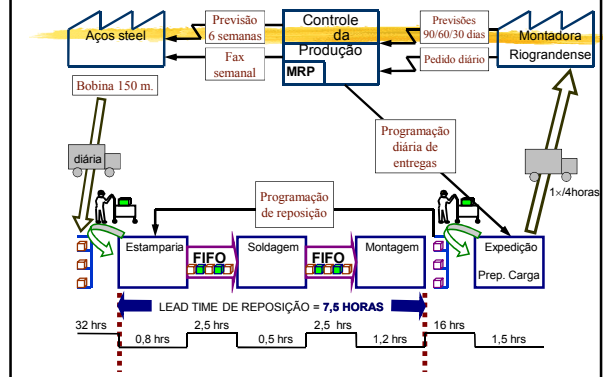 Aços steel
Previsão
6 semanas
Fax
semanal
Controle
da
Produção
MRP
Previsões
90/60/30 dias
Pedido diário
Montadora
Riograndense
Bobina 150 m.
diária
Programação
diária de
entregas
1×/4horas
Programação
de reposição
Estamparia
FIFO
Soldagem
FIFO
Montagem
Expedição
Prep. Carga
LEAD TIME DE REPOSIÇÃO = 7,5 HORAS
32 hrs
0,8 hrs
2,5 hrs
0,5 hrs
2,5 hrs
1,2 hrs
16 hrs
1,5 hrs